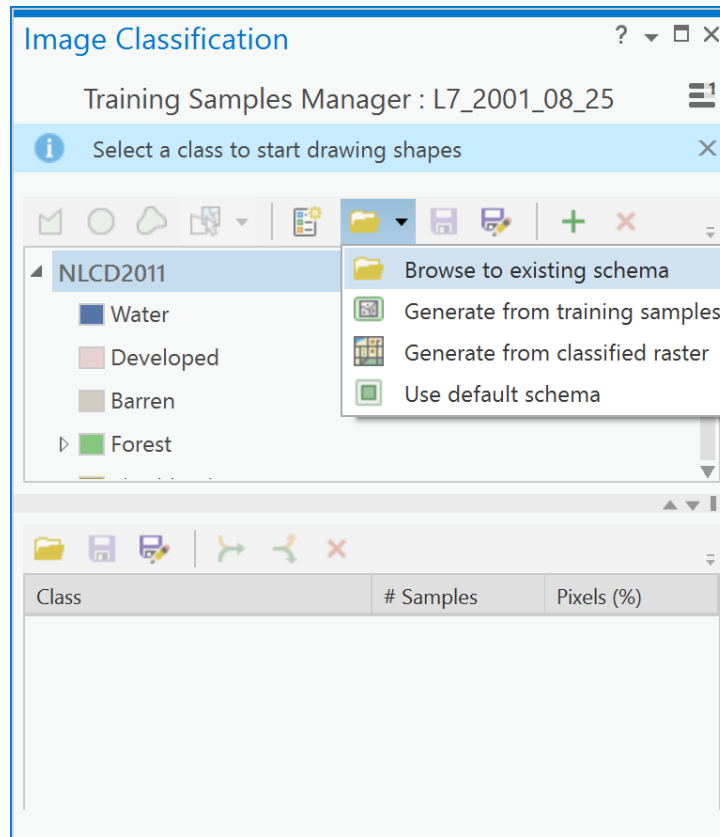 Image Classification
?
Training Samples Manager : L7_2001_08_25
1
Select a class to start drawing shapes
NLCD2011
Browse to existing schema
Water
Generate from training samples
Developed
Generate from classified raster
Barren
Use default schema
Forest
Class # Samples Pixels (%)